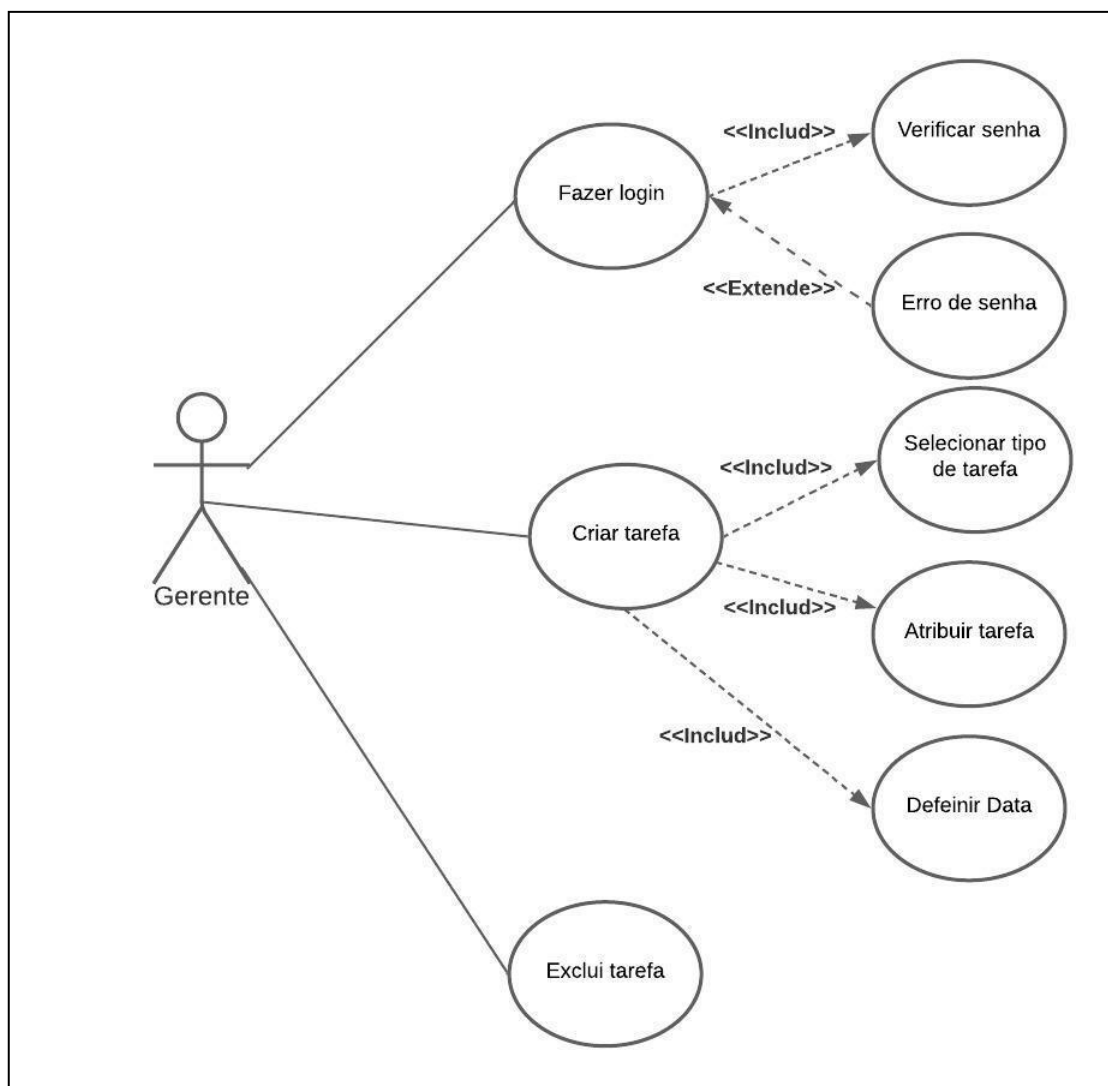 Verificar senha
<<Includ>>
Fazer login
<<Extende>>
Erro de senha
Selecionar tipo
de tarefa
<<Includ>>
Criar tarefa
Gerente
<<Includ>>
Atribuir tarefa
<<Includ>>
Defeinir Data
Exclui tarefa